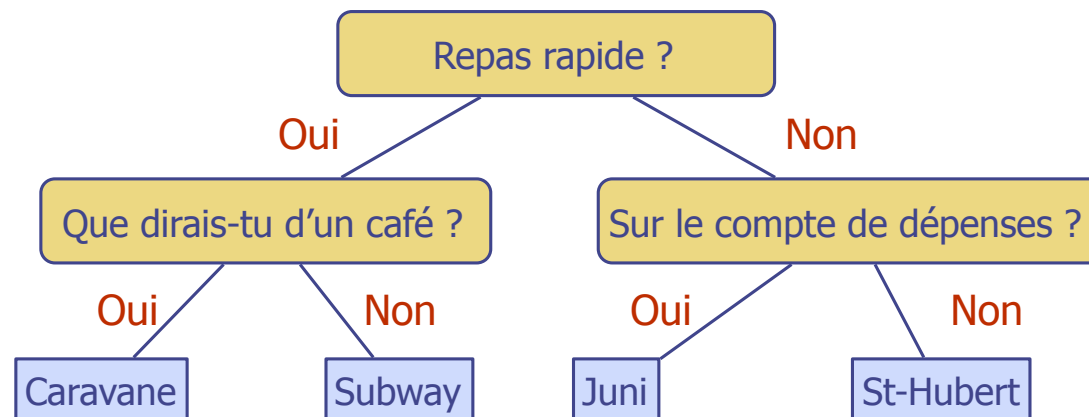 Repas rapide ?
Oui
Non
Que dirais-tu d’un café ?
Sur le compte de dépenses ?
Oui
Non
Oui
Non
Caravane
Subway
Juni
St-Hubert